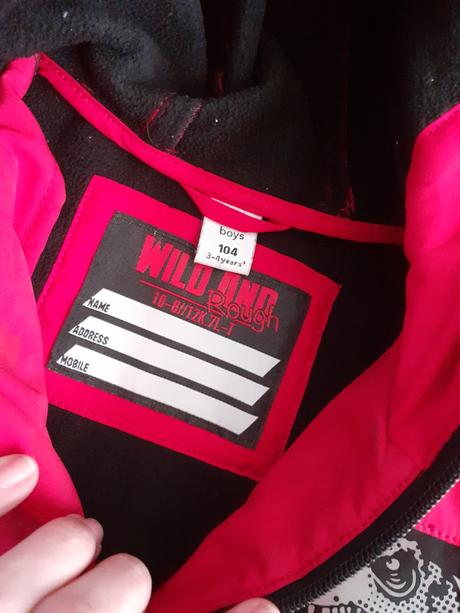 boys
104
3-4years'
WILD AND
Rough
NAME
ADDRESS
MOBILE